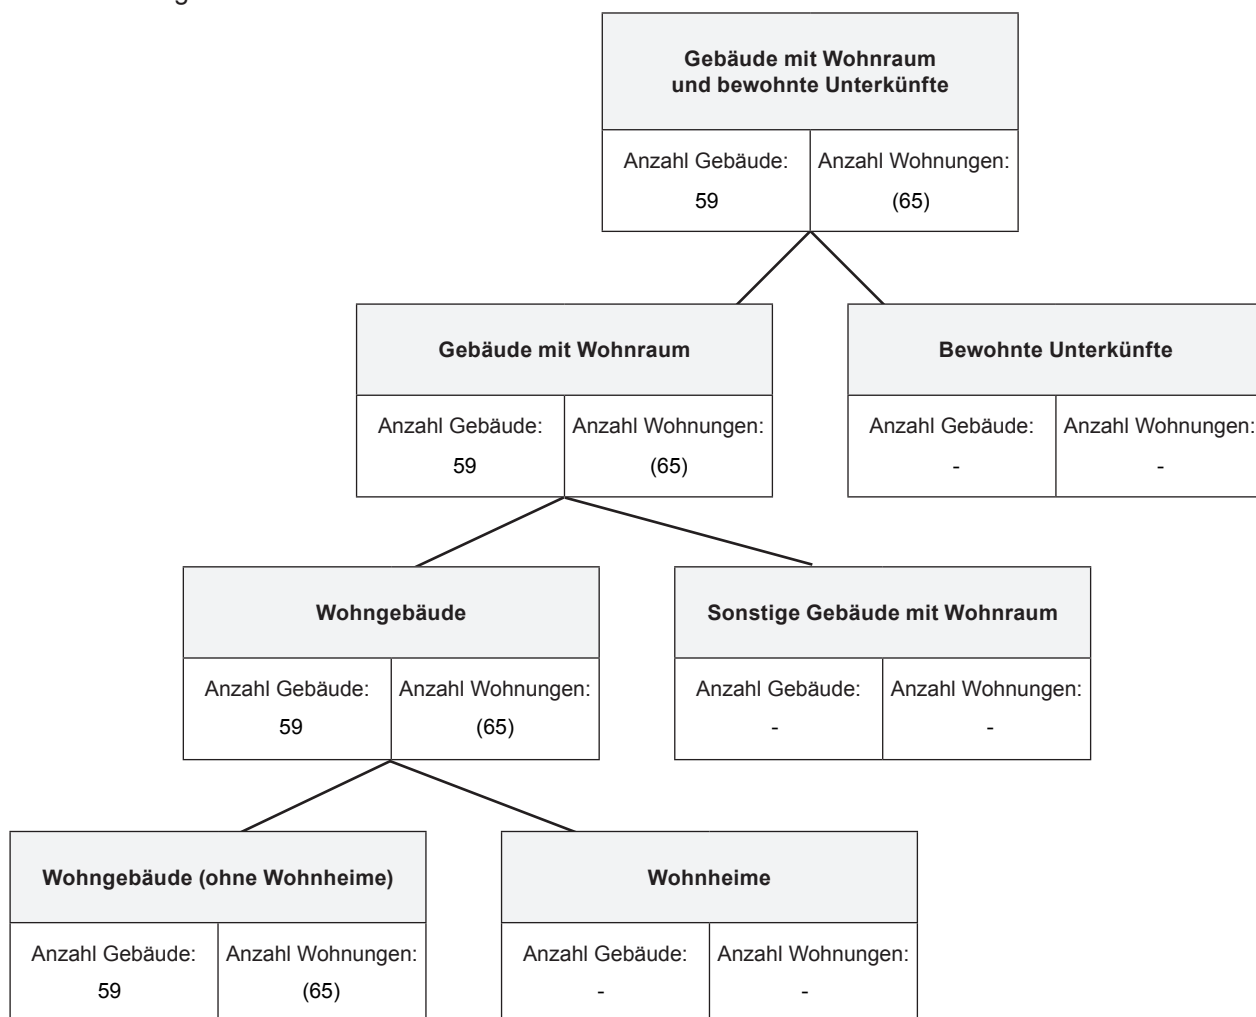 Gebäude mit Wohnraum
und bewohnte Unterkünfte
Anzahl Gebäude: Anzahl Wohnungen:
59 (65)
Gebäude mit Wohnraum Bewohnte Unterkünfte
Anzahl Gebäude: Anzahl Wohnungen: Anzahl Gebäude: Anzahl Wohnungen:
59 (65) - -
Wohngebäude Sonstige Gebäude mit Wohnraum
Anzahl Gebäude: Anzahl Wohnungen: Anzahl Gebäude: Anzahl Wohnungen:
59 (65) - -
Wohngebäude (ohne Wohnheime) Wohnheime
Anzahl Gebäude: Anzahl Wohnungen: Anzahl Gebäude: Anzahl Wohnungen:
59 (65) - -